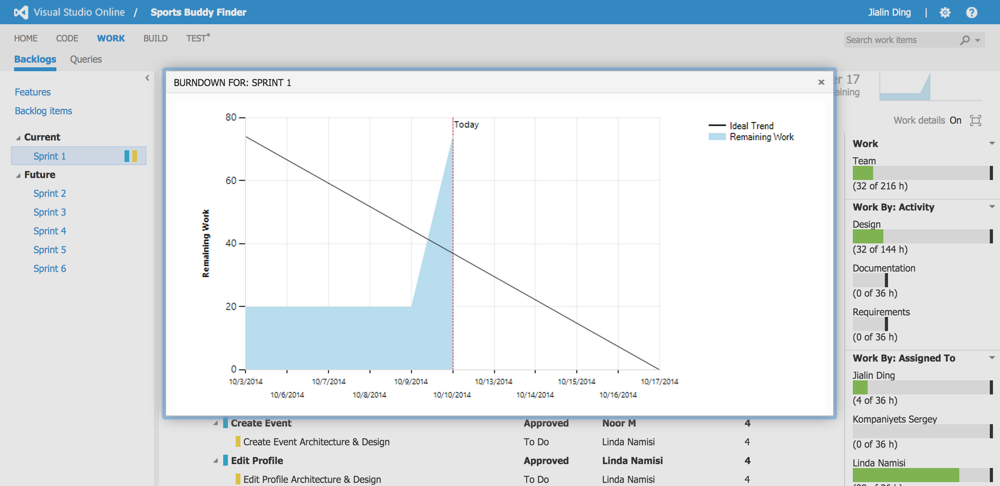 Visual Studio Online / Sports Buddy Finder
Jialin Ding |
HOME CODE WORK BUILD TEST*
Search work items
Backlogs Queries
Features
Backlog items
Current
Sprint 1
Future
Sprint 2
Sprint 3
Sprint 4
Sprint 5
Sprint 6
BURNDOWN FOR: SPRINT 1
80
60
40
20
0
Remaining Work
Today
Ideal Trend
Remaining Work
10/3/2014 10/7/2014 10/9/2014 10/13/2014 10/15/2014 10/17/2014
10/6/2014 10/8/2014 10/10/2014 10/14/2014 10/16/2014
Create Event Approved Noor M 4
Create Event Architecture & Design To Do Linda Namisi 4
Edit Profile Approved Linda Namisi 4
Edit Profile Architecture & Design To Do Linda Namisi 4
17
Work details On
Work
Team
(32 of 216 h)
Work By: Activity
Design
(32 of 144 h)
Documentation
(0 of 36 h)
Requirements
(0 of 36 h)
Work By: Assigned To
Jialin Ding
(4 of 36 h)
Kompaniyets Sergey
(0 of 36 h)
Linda Namisi